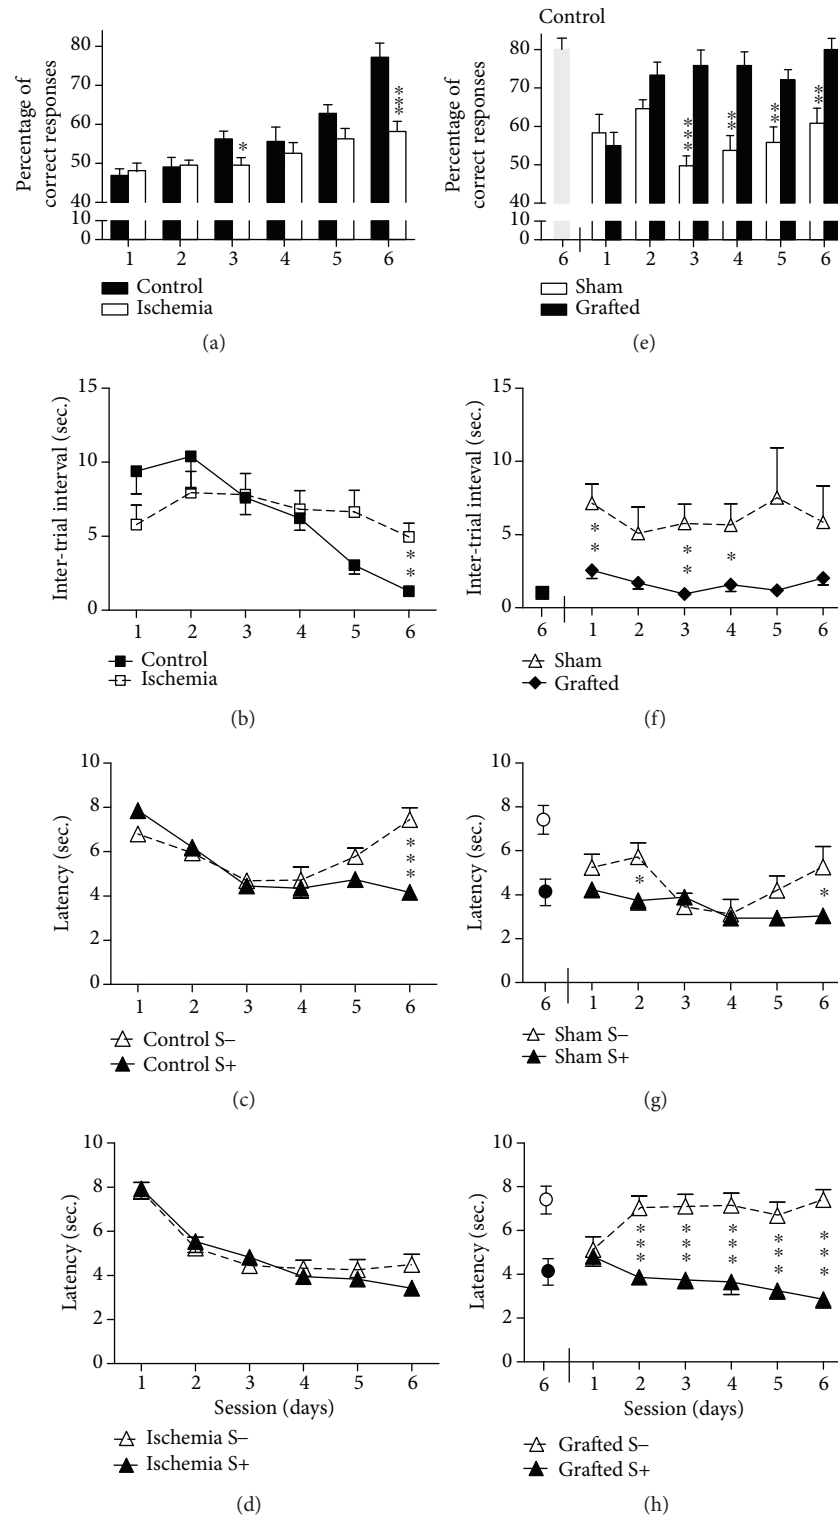 Percentage of
correct responses
80
70
60
50
40
10
0
*
***
1 2 3 4 5 6
Control
Ischemia
(a)
Control
Percentage of
correct responses
80
70
60
50
40
10
0
***
**
**
**
6 1 2 3 4 5 6
Sham
Grafted
(e)
Inter-trial interval (sec.)
15
10
5
0
**
1 2 3 4 5 6
Control
Ischemia
(b)
Inter-trial inteval (sec.)
15
10
5
0
**
**
*
6 1 2 3 4 5 6
Sham
Grafted
(f)
Latency (sec.)
10
8
6
4
2
0
***
1 2 3 4 5 6
Control S−
Control S+
(c)
Latency (sec.)
10
8
6
4
2
0
*
*
6 1 2 3 4 5 6
Sham S−
Sham S+
(g)
Latency (sec.)
10
8
6
4
2
0
1 2 3 4 5 6
Session (days)
Ischemia S−
Ischemia S+
(d)
Latency (sec.)
10
8
6
4
2
0
***
***
***
***
***
6 1 2 3 4 5 6
Session (days)
Grafted S−
Grafted S+
(h)